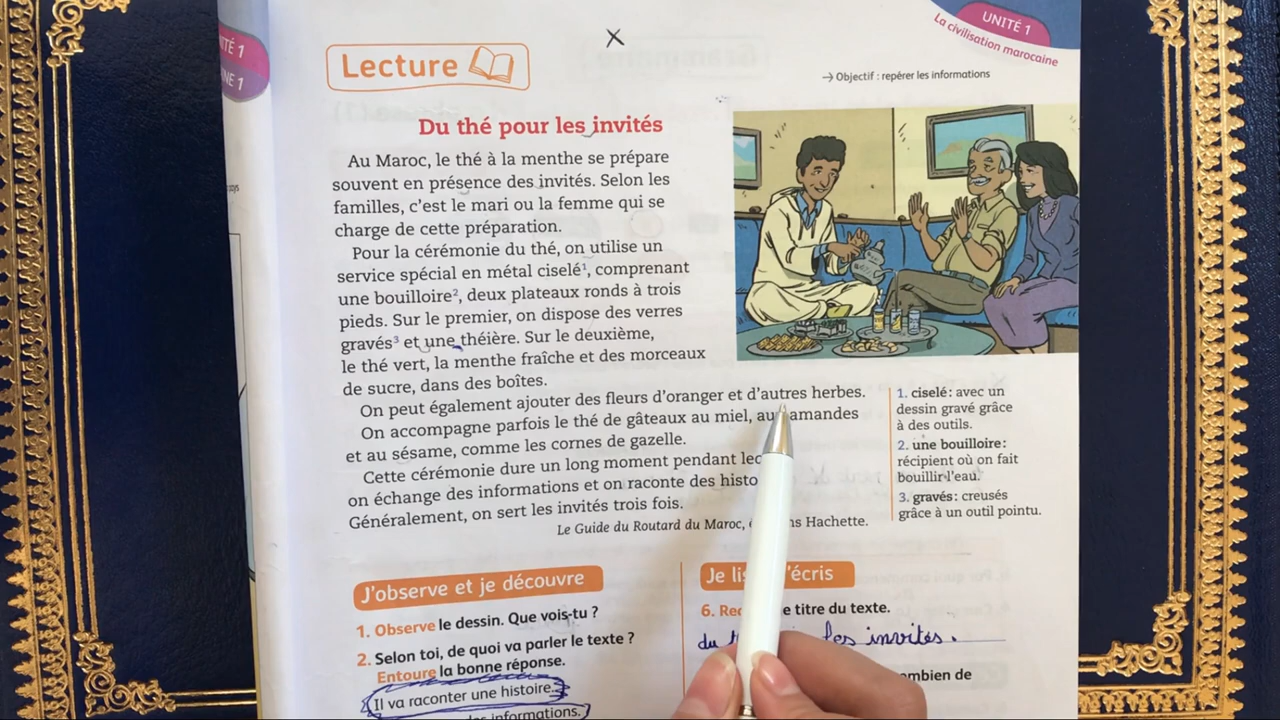 TÉ 1
NE 1
UNITÉ 1
La civilisation marocaine
Lecture
→ Objectif : repérer les informations
Du thé pour les invités
Au Maroc, le thé à la menthe se prépare
souvent en présence des invités. Selon les
familles, c'est le mari ou la femme qui se
charge de cette préparation.
Pour la cérémonie du thé, on utilise un
service spécial en métal ciselé¹, comprenant
une bouilloire², deux plateaux ronds à trois
pieds. Sur le premier, on dispose des verres
gravés³ et une théière. Sur le deuxième,
le thé vert, la menthe fraîche et des morceaux
de sucre, dans des boîtes.
On peut également ajouter des fleurs d'oranger et d'autres herbes.
On accompagne parfois le thé de gâteaux au miel, au amandes
et au sésame, comme les cornes de gazelle.
Cette cérémonie dure un long moment pendant
on échange des informations et on raconte des
Généralement, on sert les invités trois fois.
Le Guide du Routard du Maroc, Hachette.
1. ciselé : avec un
dessin gravé grâce
à des outils.
2. une bouilloire :
récipient où on fait
bouillir l'eau.
3. gravés : creusés
grâce à un outil pointu.
J'observe et je découvre
1. Observe le dessin. Que vois-tu ?
2. Selon toi, de quoi va parler le texte ?
Entoure la bonne réponse.
Il va raconter une histoire.
informations.
Je 'écris
6. titre du texte.
du les invités.